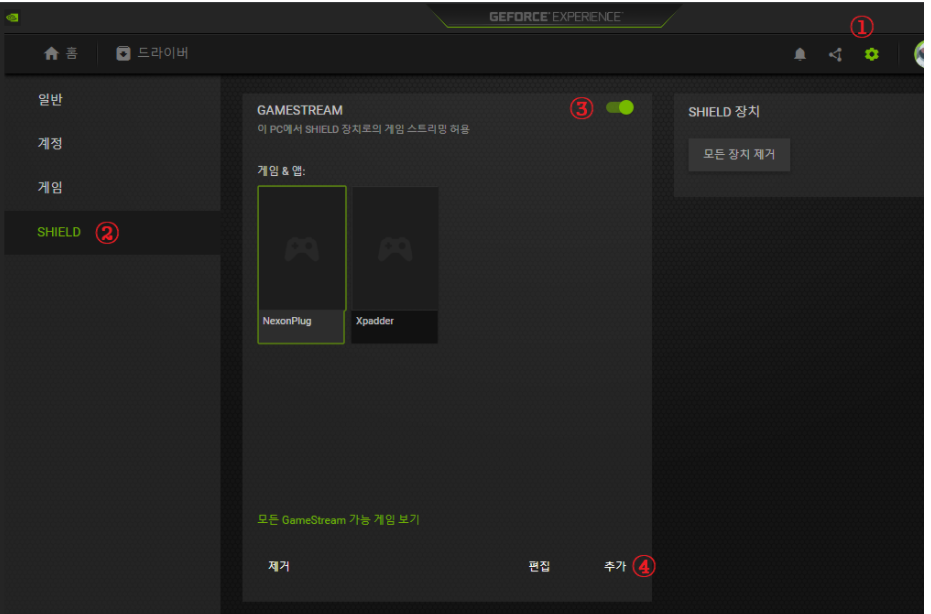 GEFORCE EXPERIENCE
①
홈
드라이버
일반
계정
게임
SHIELD ②
GAMESTREAM
③
이 PC에서 SHIELD 장치로의 게임 스트리밍 허용
게임 & 앱:
NexonPlug
Xpadder
모든 GameStream 가능 게임 보기
제거
편집
추가 ④
SHIELD 장치
모든 장치 제거